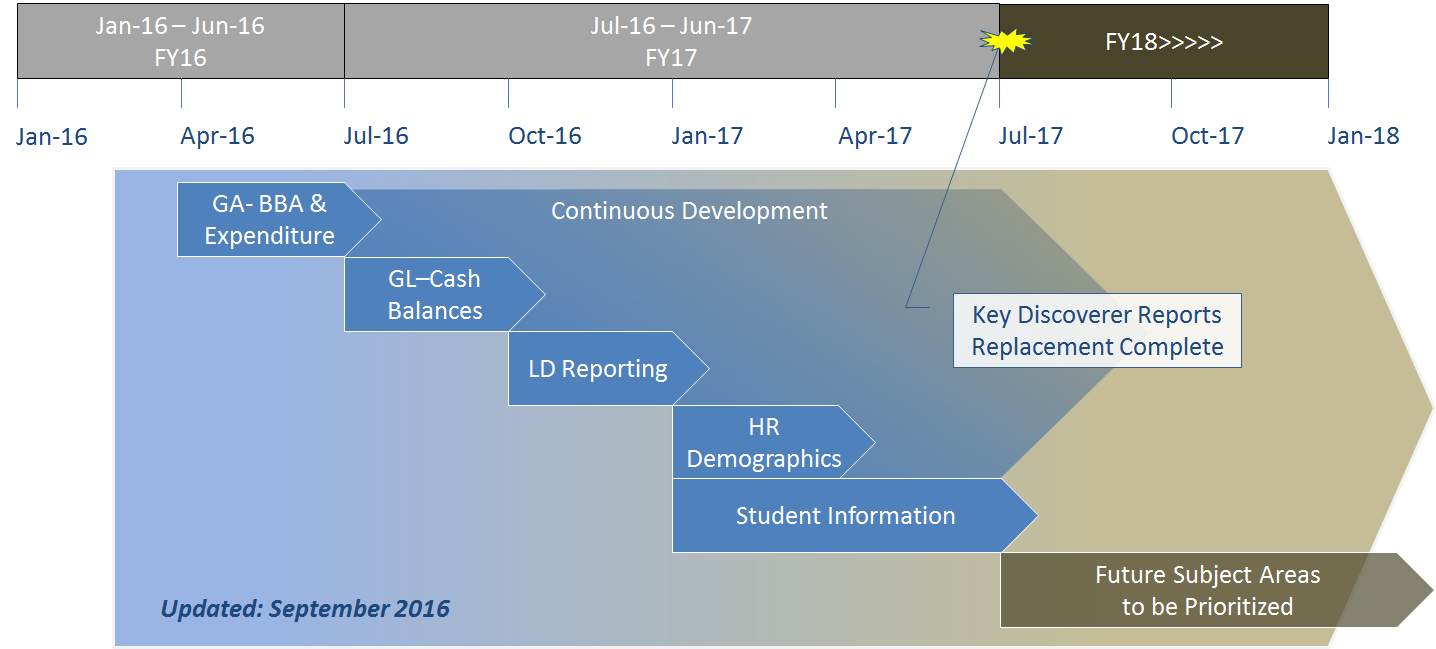 Jan-16 – Jun-16
FY16
Jul-16 – Jun-17
FY17
FY18>>>>>
Jan-16
Apr-16
Jul-16
Oct-16
Jan-17
Apr-17
Jul-17
Oct-17
Jan-18
GA- BBA &
Expenditure
Continuous Development
GL–Cash
Balances
Key Discoverer Reports
Replacement Complete
LD Reporting
HR
Demographics
Student Information
Future Subject Areas
to be Prioritized
Updated: September 2016